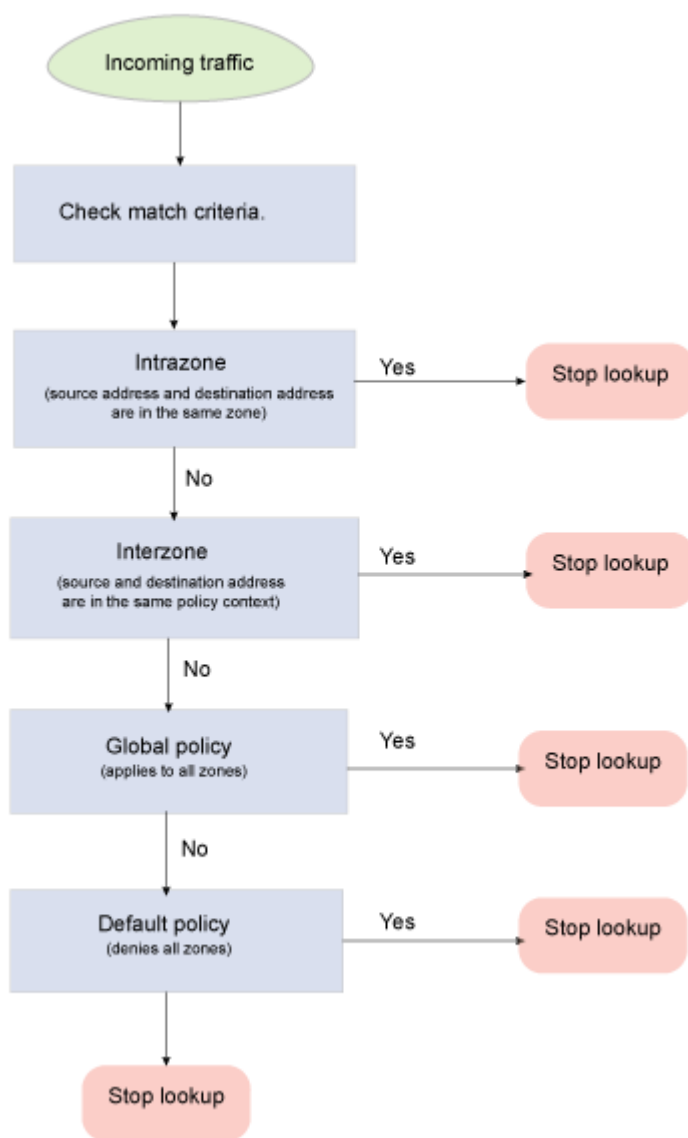 Incoming traffic
Check match criteria.
Intrazone
(source address and destination address
are in the same zone)
Yes
Stop lookup
No
Interzone
(source and destination address
are in the same policy context)
Yes
Stop lookup
No
Global policy
(applies to all zones)
Yes
Stop lookup
No
Default policy
(denies all zones)
Yes
Stop lookup
Stop lookup